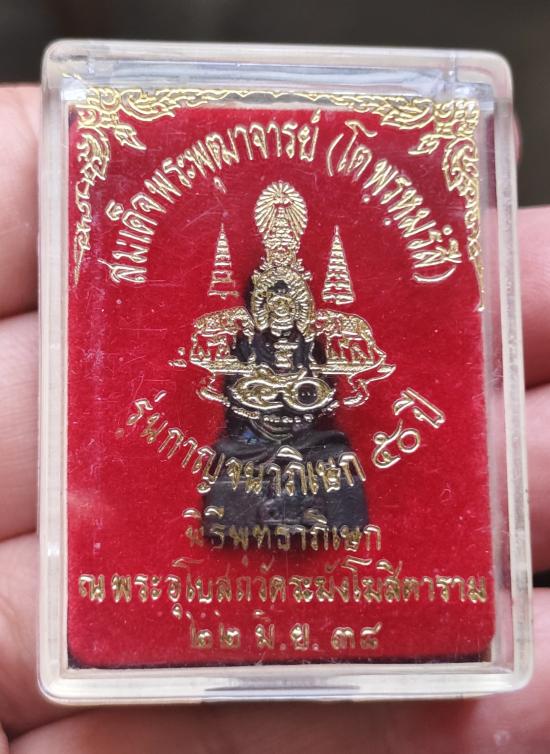 สมเด็จพระพุฒาจารย์ (โต พฺรหฺมรํสี)
รุ่นกาญจนาภิเษก ๕๐ ปี
พิธีพุทธาภิเษก
ณ พระอุโบสถวัดระฆังโฆสิตาราม
๒๒ มิ.ย. ๓๘